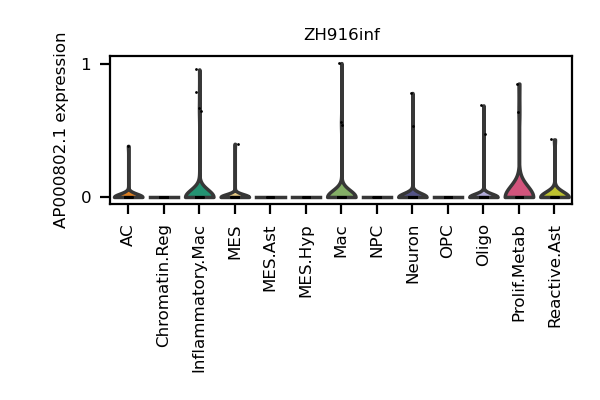 ZH916inf
AP000802.1 expression
1
0
AC
Chromatin.Reg
Inflammatory.Mac
MES
MES.Ast
MES.Hyp
Mac
NPC
Neuron
OPC
Oligo
Prolif.Metab
Reactive.Ast